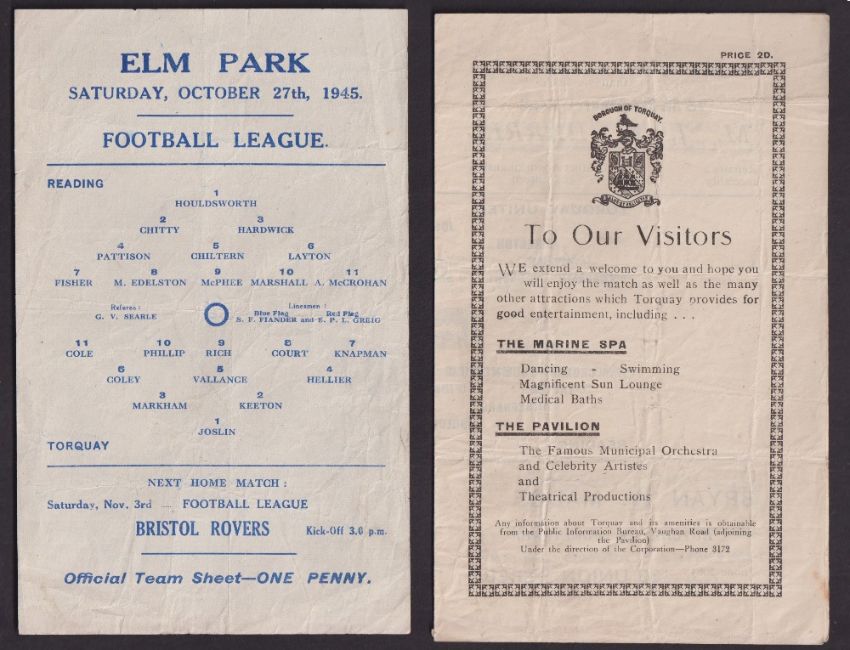 ELM PARK
SATURDAY, OCTOBER 27th, 1945.
FOOTBALL LEAGUE.
READING
1
HOULDSWORTH
2 3
CHITTY HARDWICK
4 5 6
PATTISON CHILTERN LAYTON
7 8 9 10 11
FISHER M. EDELSTON McPHEE MARSHALL A. McCROHAN
Referee: Linesmen:
G. V. SEARLE Blue Flag Red Flag
S. F. FIANDER and E. P. L. GREIG
11 10 9 8 7
COLE PHILLIP RICH COURT KNAPMAN
6 5 4
COLEY VALLANCE HELLIER
3 2
MARKHAM KEETON
1
JOSLIN
TORQUAY
NEXT HOME MATCH:
Saturday, Nov. 3rd ... FOOTBALL LEAGUE
BRISTOL ROVERS Kick-Off 3.0 p.m.
Official Team Sheet—ONE PENNY.
PRICE 2D.
BOROUGH OF TORQUAY
To Our Visitors
WE extend a welcome to you and hope you
will enjoy the match as well as the many
other attractions which Torquay provides for
good entertainment, including . . .
THE MARINE SPA
Dancing - Swimming
Magnificent Sun Lounge
Medical Baths
THE PAVILION
The Famous Municipal Orchestra
and Celebrity Artistes
and
Theatrical Productions
Any information about Torquay and its amenities is obtainable
from the Public Information Bureau, Vaughan Road (adjoining
the Pavilion)
Under the direction of the Corporation—Phone 3172